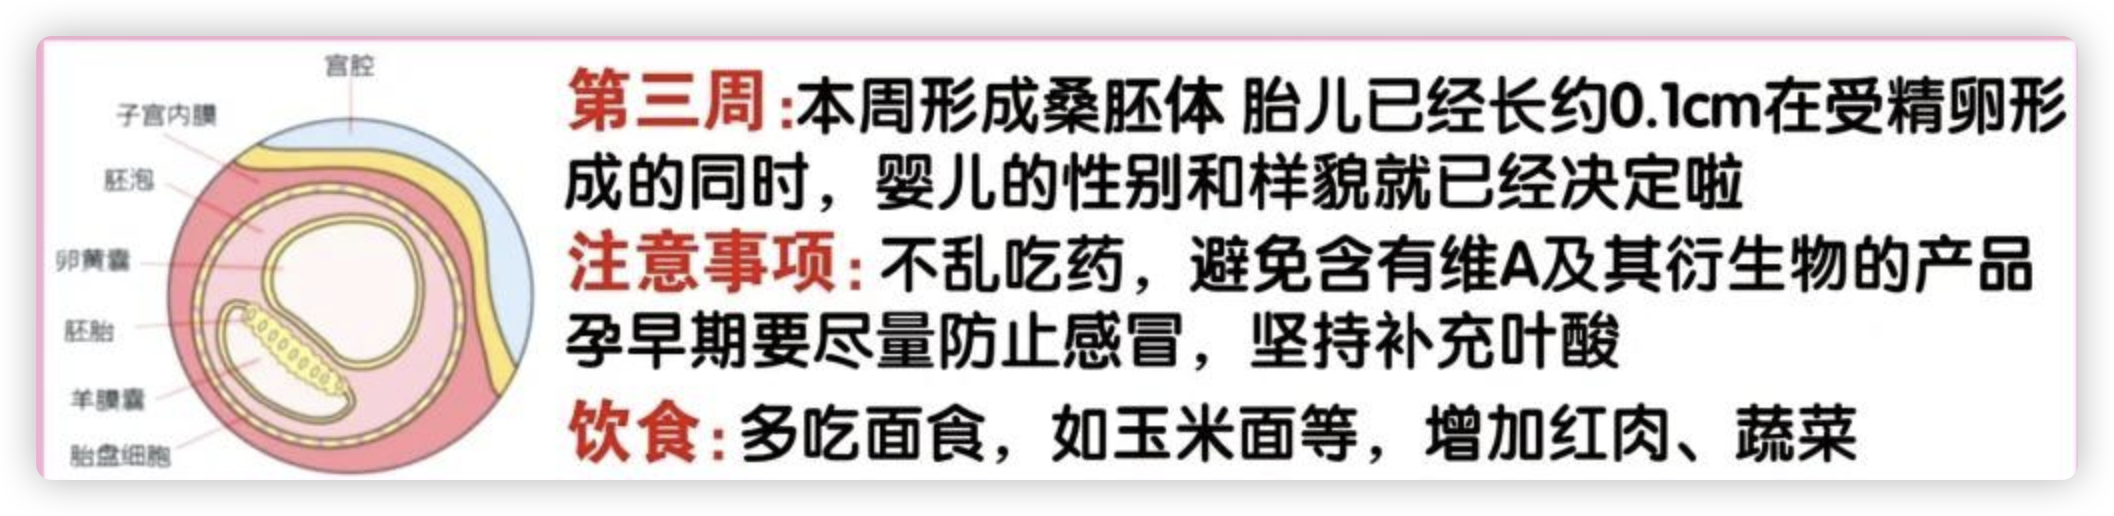 宫腔
子宫内膜
胚泡
卵黄囊
胚胎
羊膜囊
胎盘细胞
第三周:本周形成桑胚体 胎儿已经长约0.1cm在受精卵形
成的同时，婴儿的性别和样貌就已经决定啦
注意事项:不乱吃药，避免含有维A及其衍生物的产品
孕早期要尽量防止感冒，坚持补充叶酸
饮食:多吃面食，如玉米面等，增加红肉、蔬菜